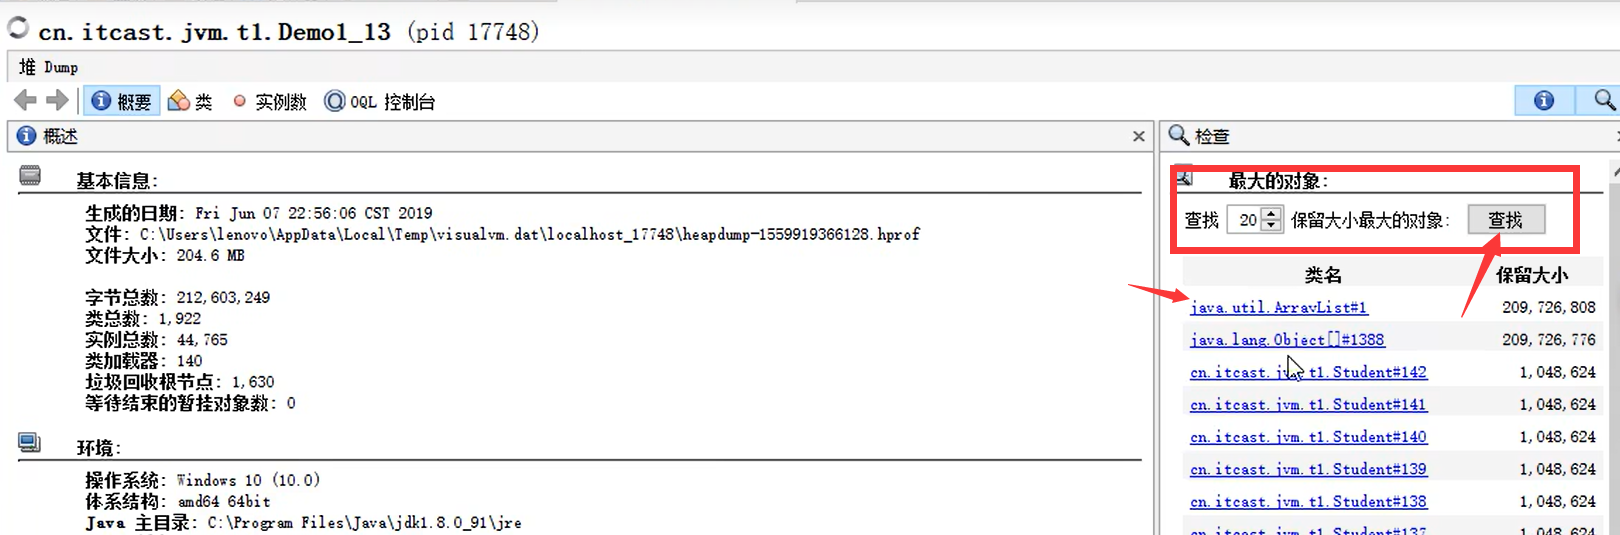 cn.itcast.jvm.t1.Demo1_13 (pid 17748)
堆 Dump
概要 类 实例数 OQL 控制台
概述
基本信息:
生成的日期: Fri Jun 07 22:56:06 CST 2019
文件: C:\Users\lenovo\AppData\Local\Temp\visualvm.dat\localhost_17748\heapdump-1559919366128.hprof
文件大小: 204.6 MB
字节总数: 212,603,249
类总数: 1,922
实例总数: 44,765
类加载器: 140
垃圾回收根节点: 1,630
等待结束的暂挂对象数: 0
环境:
操作系统: Windows 10 (10.0)
体系结构: amd64 64bit
Java 主目录: C:\Program Files\Java\jdk1.8.0_91\jre
检查
最大的对象:
查找 20 保留大小最大的对象: 查找
类名 保留大小
java.util.ArrayList#1 209,726,808
java.lang.Object[]#1388 209,726,776
cn.itcast.jvm.t1.Student#142 1,048,624
cn.itcast.jvm.t1.Student#141 1,048,624
cn.itcast.jvm.t1.Student#140 1,048,624
cn.itcast.jvm.t1.Student#139 1,048,624
cn.itcast.jvm.t1.Student#138 1,048,624
cn.itcast.jvm.t1.Student#137 1,048,624